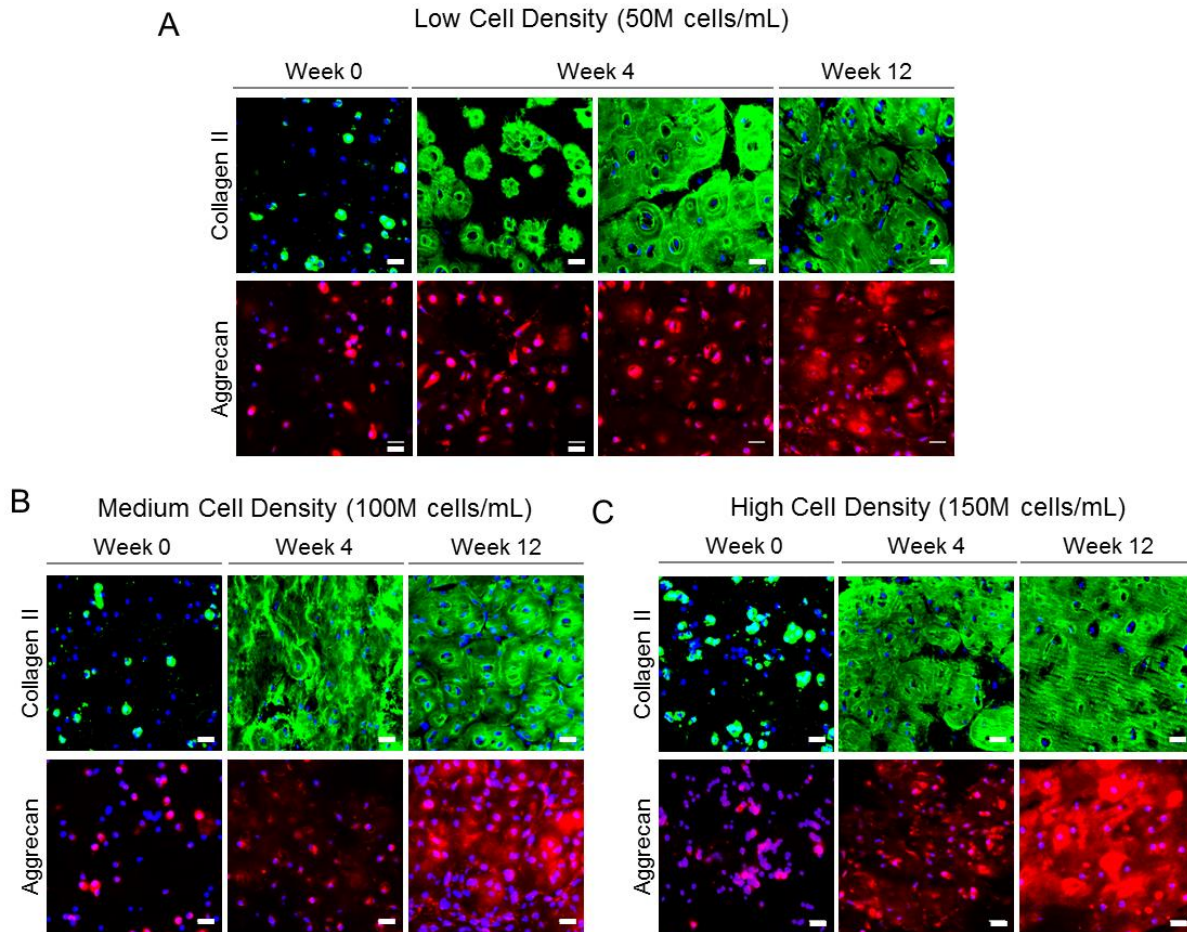 A
Low Cell Density (50M cells/mL)
Week 0 Week 4 Week 12
Collagen II
Aggrecan
B
Medium Cell Density (100M cells/mL)
Week 0 Week 4 Week 12
Collagen II
Aggrecan
C
High Cell Density (150M cells/mL)
Week 0 Week 4 Week 12
Collagen II
Aggrecan